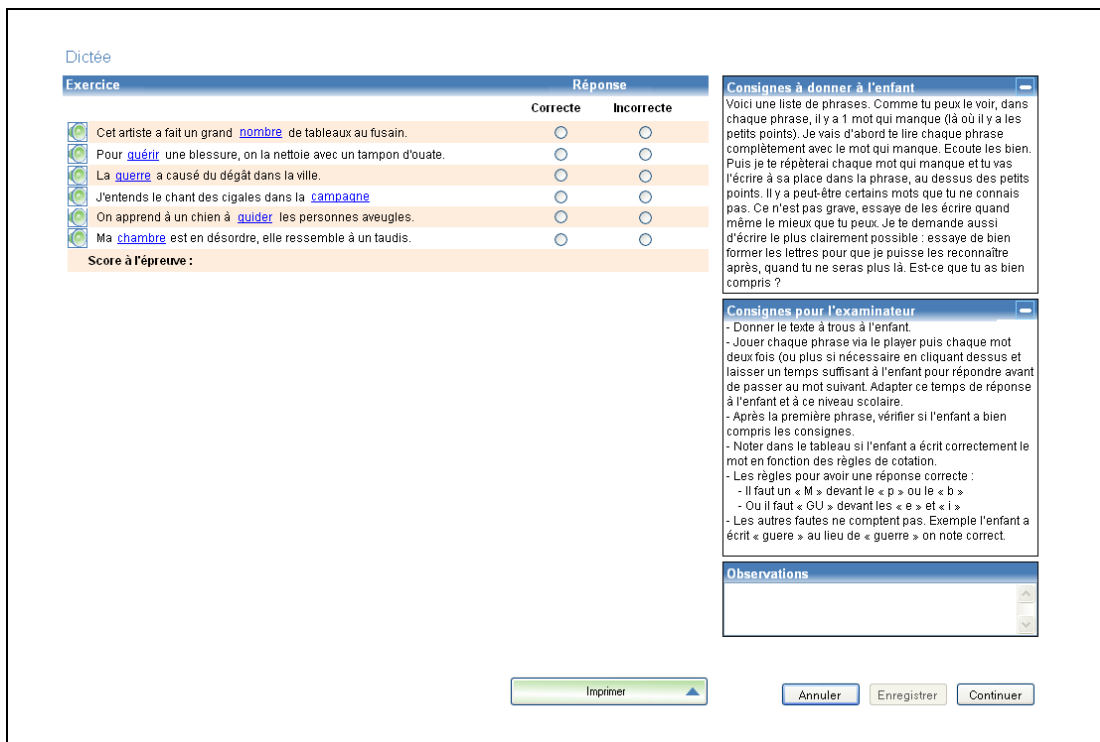 Dictée
Exercice Réponse
Correcte Incorrecte
Cet artiste a fait un grand nombre de tableaux au fusain.
Pour guérir une blessure, on la nettoie avec un tampon d'ouate.
La guerre a causé du dégât dans la ville.
J'entends le chant des cigales dans la campagne
On apprend à un chien à guider les personnes aveugles.
Ma chambre est en désordre, elle ressemble à un taudis.
Score à l'épreuve :
Consignes à donner à l'enfant
Voici une liste de phrases. Comme tu peux le voir, dans
chaque phrase, il y a 1 mot qui manque (là où il y a les
petits points). Je vais d'abord te lire chaque phrase
complètement avec le mot qui manque. Ecoute les bien.
Puis je te répèterai chaque mot qui manque et tu vas
l'écrire à sa place dans la phrase, au dessus des petits
points. Il y a peut-être certains mots que tu ne connais
pas. Ce n'est pas grave, essaye de les écrire quand
même le mieux que tu peux. Je te demande aussi
d'écrire le plus clairement possible : essaye de bien
former les lettres pour que je puisse les reconnaître
après, quand tu ne seras plus là. Est-ce que tu as bien
compris ?
Consignes pour l'examinateur
- Donner le texte à trous à l'enfant.
- Jouer chaque phrase via le player puis chaque mot
deux fois (ou plus si nécessaire en cliquant dessus et
laisser un temps suffisant à l'enfant pour répondre avant
de passer au mot suivant. Adapter ce temps de réponse
à l'enfant et à ce niveau scolaire.
- Après la première phrase, vérifier si l'enfant a bien
compris les consignes.
- Noter dans le tableau si l'enfant a écrit correctement le
mot en fonction des règles de cotation.
- Les règles pour avoir une réponse correcte :
- Il faut un « M » devant le « p » ou le « b »
- Ou il faut « GU » devant les « e » et « i »
- Les autres fautes ne comptent pas. Exemple l'enfant a
écrit « guere » au lieu de « guerre » on note correct.
Observations
Imprimer
Annuler Enregistrer Continuer